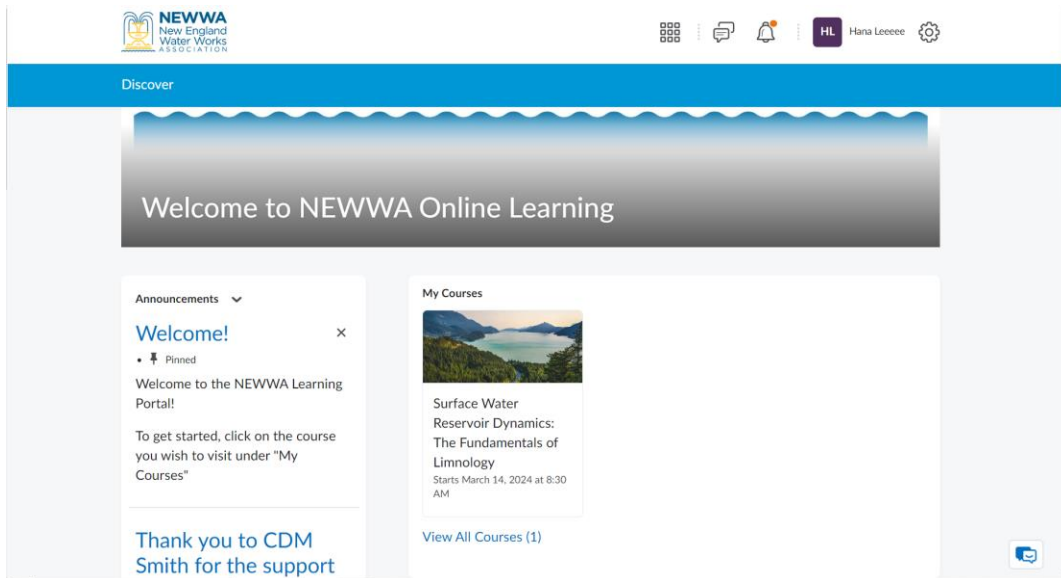 NEWWA
New England
Water Works
ASSOCIATION
HL
Hana Leeeee
Discover
Welcome to NEWWA Online Learning
Announcements
Welcome!
Pinned
Welcome to the NEWWA Learning
Portal!
To get started, click on the course
you wish to visit under "My
Courses"
Thank you to CDM
Smith for the support
My Courses
Surface Water
Reservoir Dynamics:
The Fundamentals of
Limnology
Starts March 14, 2024 at 8:30
AM
View All Courses (1)